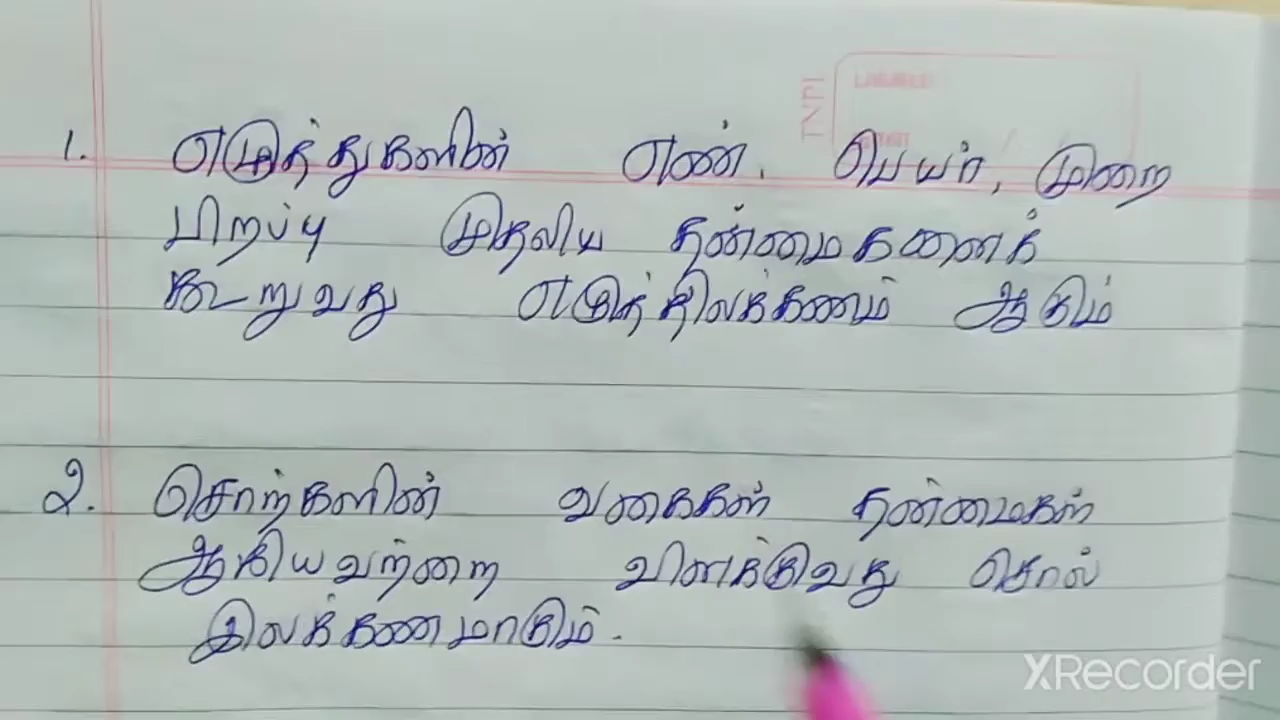 1. எழுத்துகளின் எண், பெயர், முறை
பிறப்பு முதலிய தன்மைகளைக்
கூறுவது எழுத்திலக்கணம் ஆகும்
2. சொற்களின் வகைகள் தன்மைகள்
ஆகியவற்றை விளக்குவது சொல்
இலக்கணமாகும்.
TNPL
XRecorder